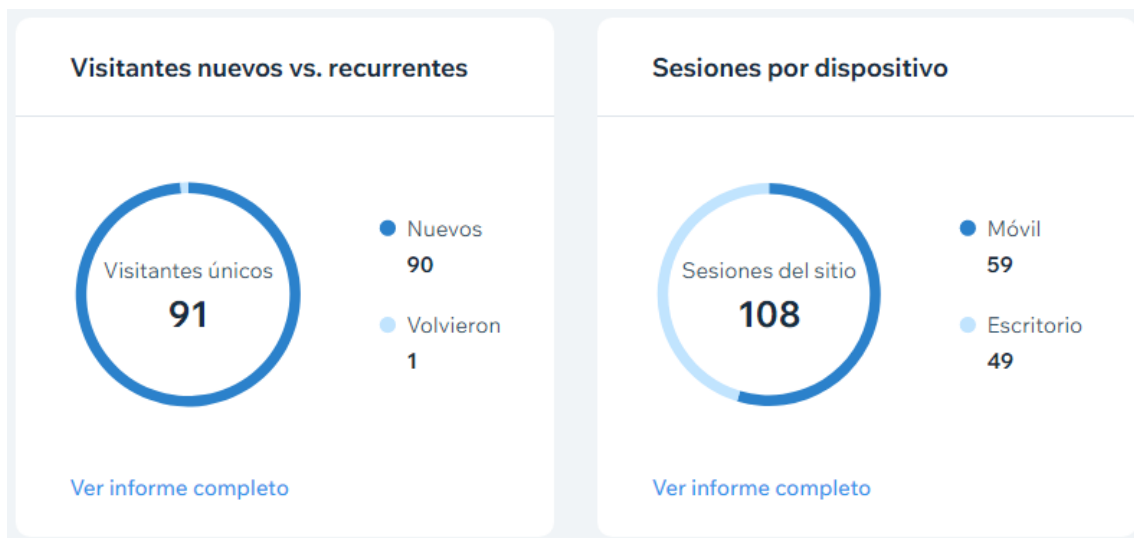 Visitantes nuevos vs. recurrentes
Visitantes únicos
91
Nuevos
90
Volvieron
1
Ver informe completo
Sesiones por dispositivo
Sesiones del sitio
108
Móvil
59
Escritorio
49
Ver informe completo